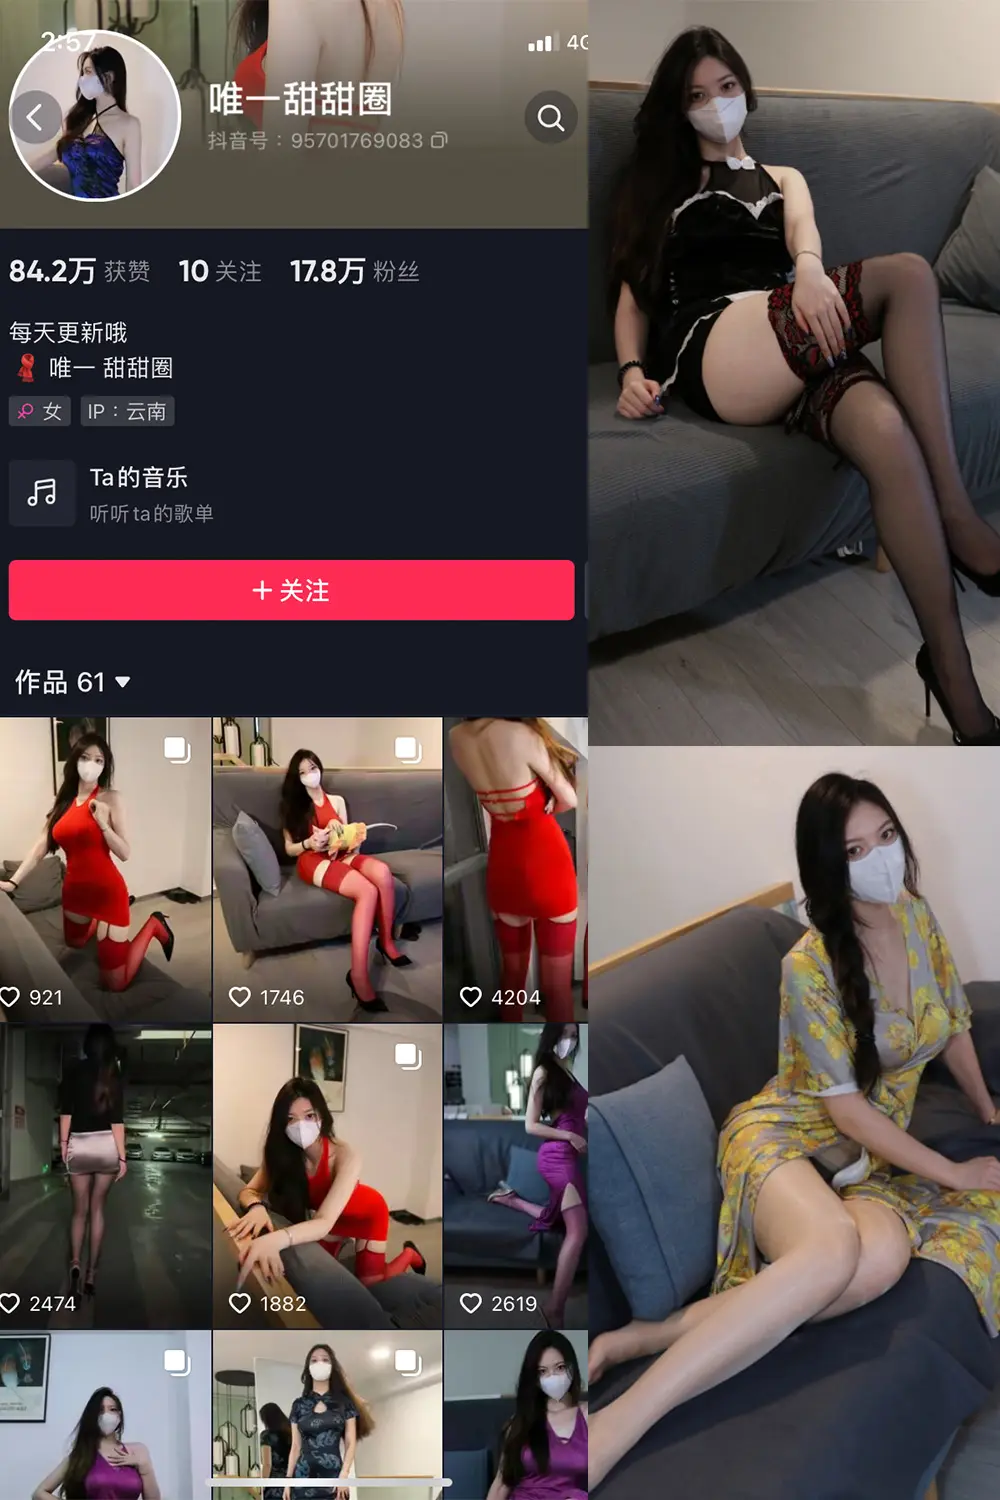 2:57
4G
唯一甜甜圈
抖音号：95701769083
84.2万 获赞 10 关注 17.8万 粉丝
每天更新哦
唯一 甜甜圈
女 IP：云南
Ta的音乐
听听ta的歌单
+ 关注
作品 61
921
1746
4204
2474
1882
2619